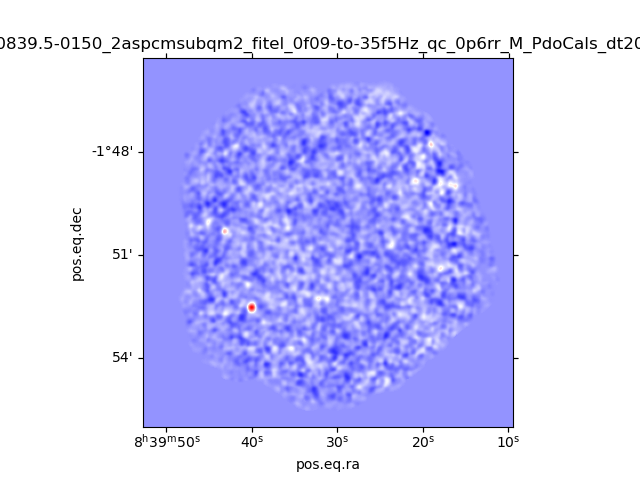 0839.5-0150_2aspcmsubqm2_fitel_0f09-to-35f5Hz_qc_0p6rr_M_PdoCals_dt20
-1°48'
51'
54'
pos.eq.dec
8ʰ39ᵐ50ˢ 40ˢ 30ˢ 20ˢ 10ˢ
pos.eq.ra